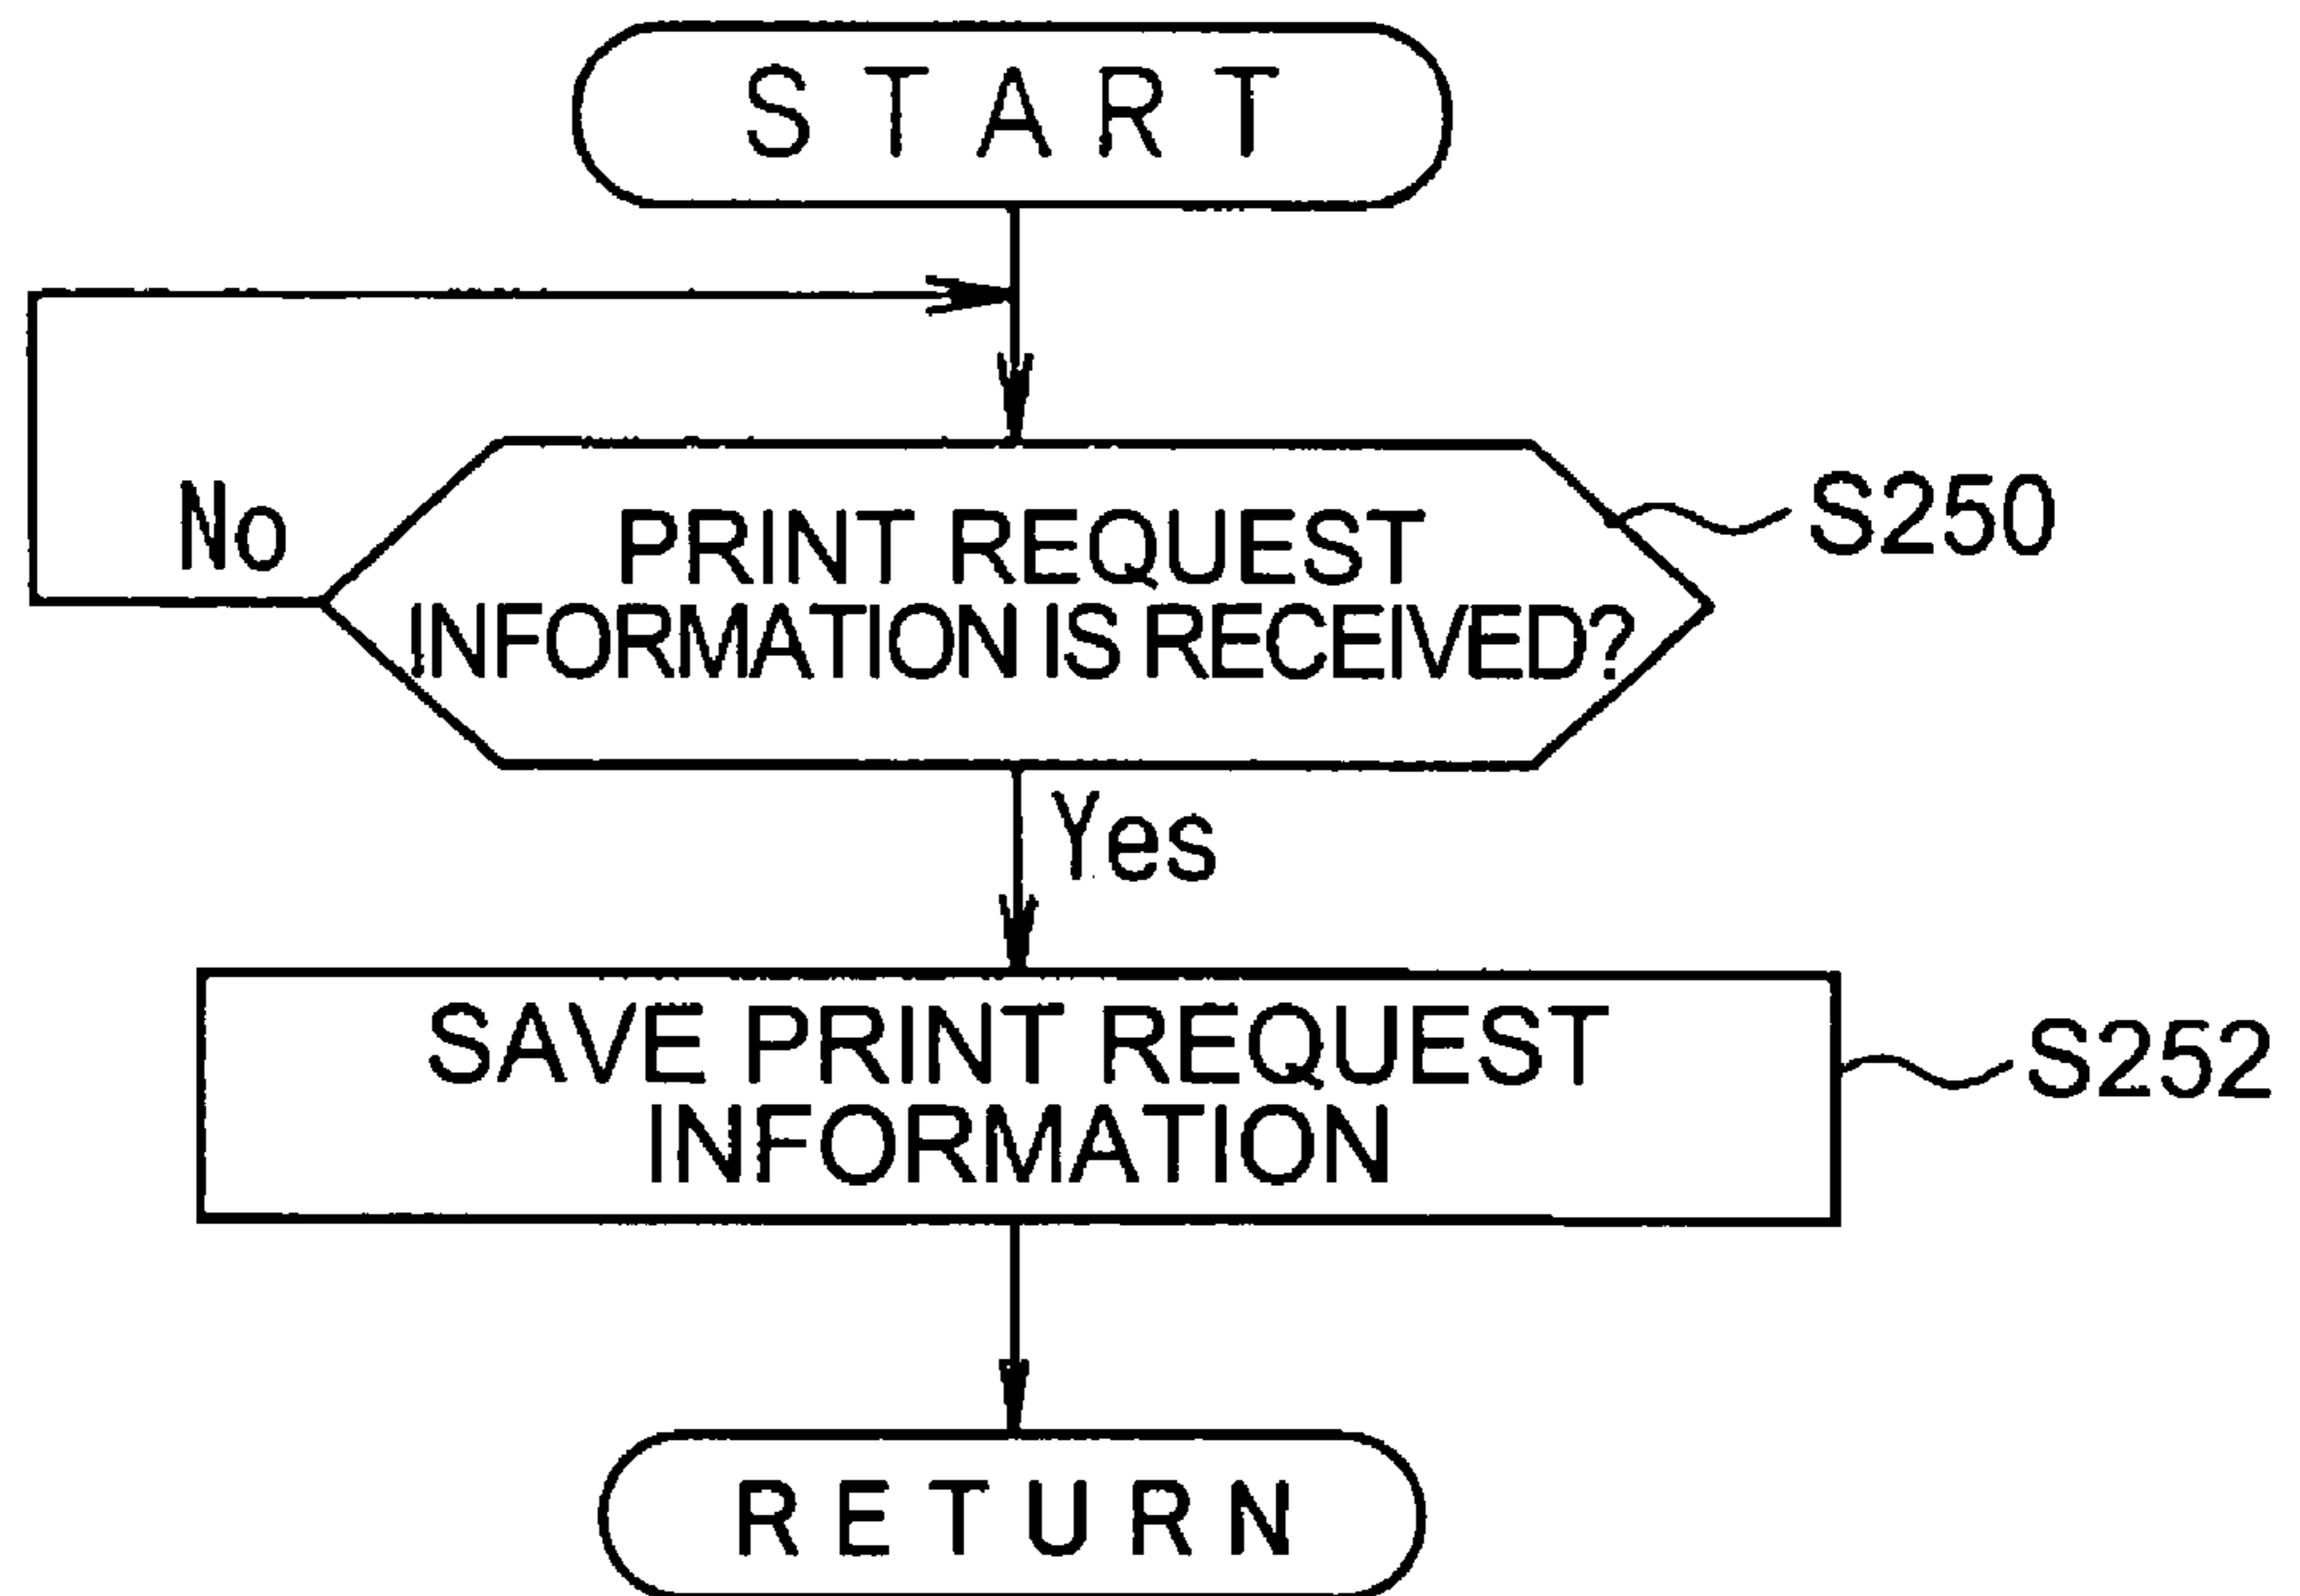 START
No
PRINT REQUEST
INFORMATION IS RECEIVED?
S250
Yes
SAVE PRINT REQUEST
INFORMATION
S252
RETURN